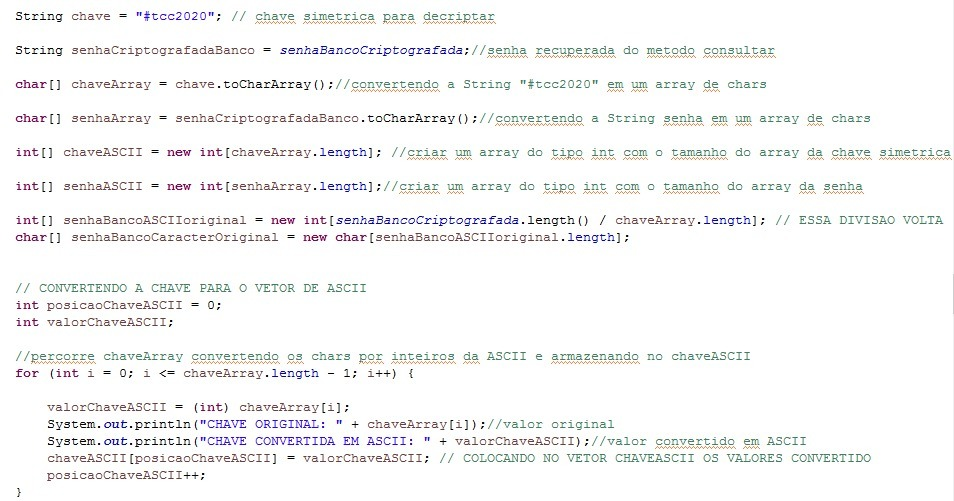 String chave = "#tcc2020"; // chave simetrica para decriptar
String senhaCriptografadaBanco = senhaBancoCriptografada;//senha recuperada do metodo consultar
char[] chaveArray = chave.toCharArray();//convertendo a String "#tcc2020" em um array de chars
char[] senhaArray = senhaCriptografadaBanco.toCharArray();//convertendo a String senha em um array de chars
int[] chaveASCII = new int[chaveArray.length]; //criar um array do tipo int com o tamanho do array da chave simetrica
int[] senhaASCII = new int[senhaArray.length];//criar um array do tipo int com o tamanho do array da senha
int[] senhaBancoASCIIoriginal = new int[senhaBancoCriptografada.length() / chaveArray.length]; // ESSA DIVISAO VOLTA
char[] senhaBancoCaracterOriginal = new char[senhaBancoASCIIoriginal.length];
// CONVERTENDO A CHAVE PARA O VETOR DE ASCII
int posicaoChaveASCII = 0;
int valorChaveASCII;
//percorre chaveArray convertendo os chars por inteiros da ASCII e armazenando no chaveASCII
for (int i = 0; i <= chaveArray.length - 1; i++) {
valorChaveASCII = (int) chaveArray[i];
System.out.println("CHAVE ORIGINAL: " + chaveArray[i]);//valor original
System.out.println("CHAVE CONVERTIDA EM ASCII: " + valorChaveASCII);//valor convertido em ASCII
chaveASCII[posicaoChaveASCII] = valorChaveASCII; // COLOCANDO NO VETOR CHAVEASCII OS VALORES CONVERTIDO
posicaoChaveASCII++;
}